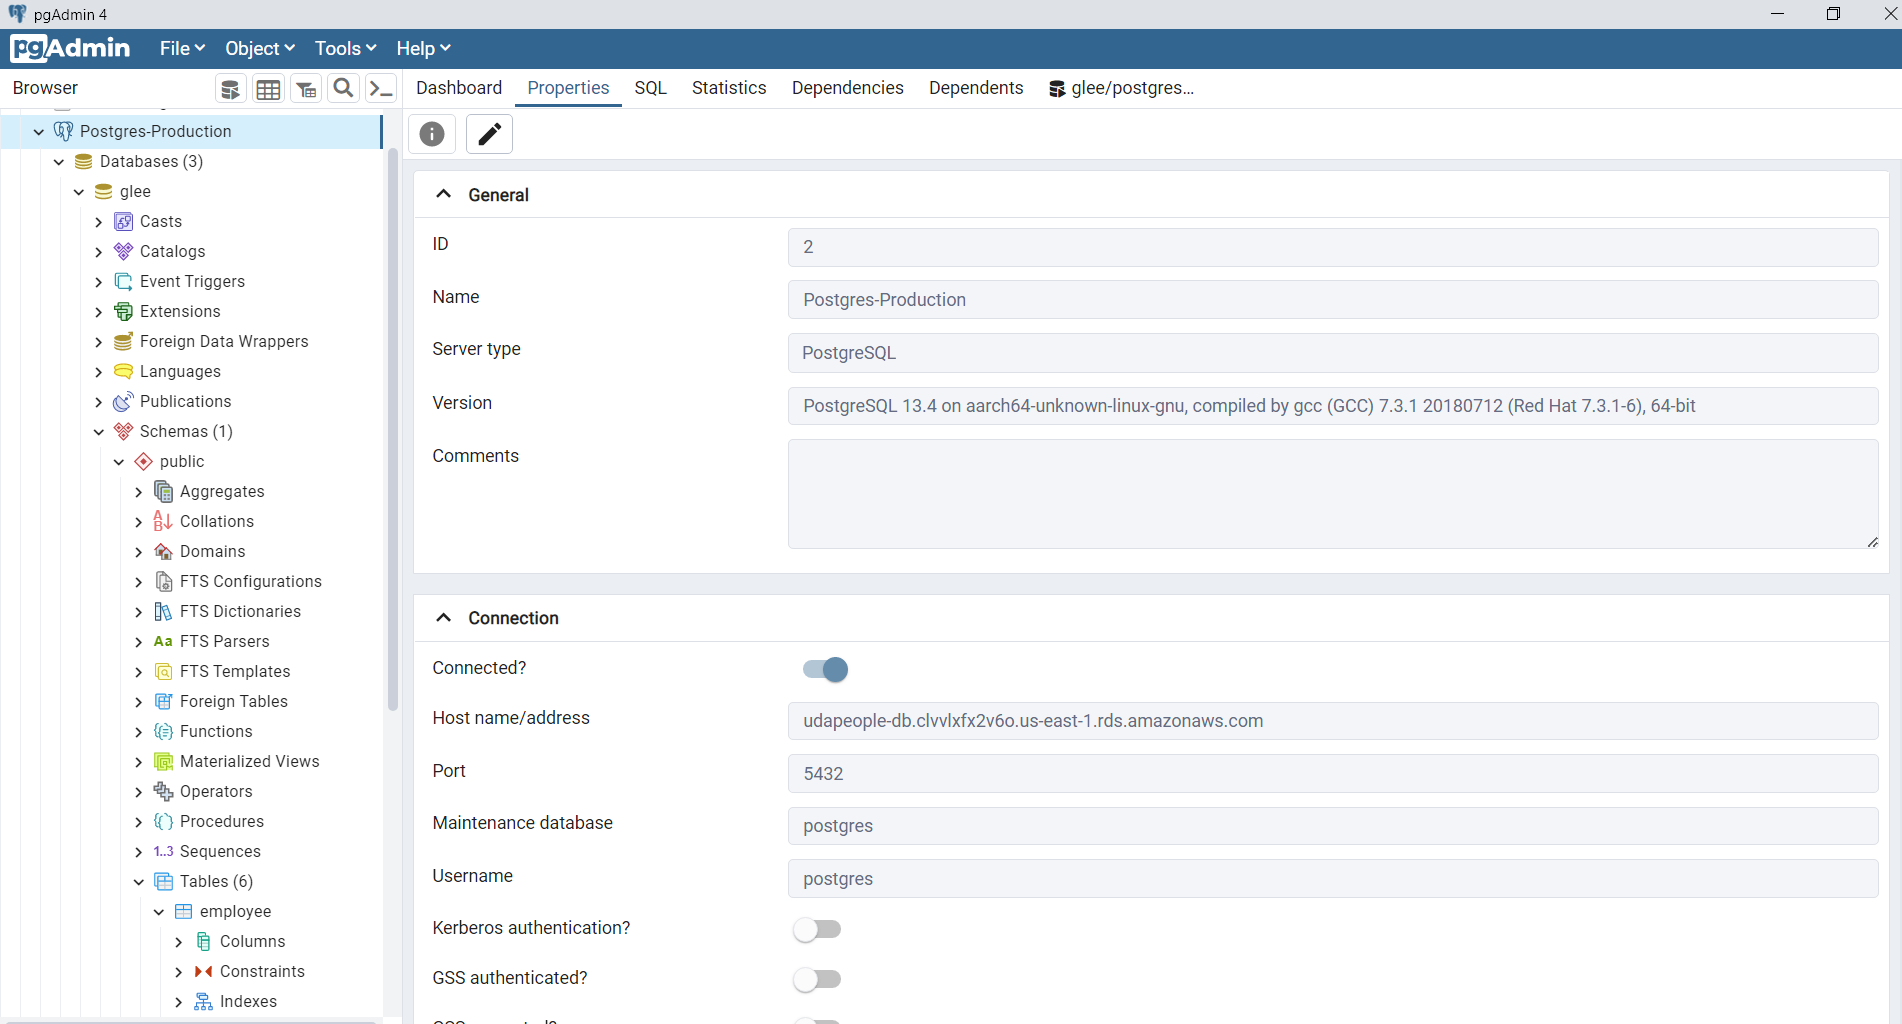 pgAdmin 4
pgAdmin File Object Tools Help
Browser
Dashboard Properties SQL Statistics Dependencies Dependents glee/postgres...
Postgres-Production
Databases (3)
glee
Casts
Catalogs
Event Triggers
Extensions
Foreign Data Wrappers
Languages
Publications
Schemas (1)
public
Aggregates
Collations
Domains
FTS Configurations
FTS Dictionaries
Aa FTS Parsers
FTS Templates
Foreign Tables
Functions
Materialized Views
Operators
Procedures
1..3 Sequences
Tables (6)
employee
Columns
Constraints
Indexes
General
ID 2
Name Postgres-Production
Server type PostgreSQL
Version PostgreSQL 13.4 on aarch64-unknown-linux-gnu, compiled by gcc (GCC) 7.3.1 20180712 (Red Hat 7.3.1-6), 64-bit
Comments
Connection
Connected?
Host name/address udapeople-db.clvvlxfx2v6o.us-east-1.rds.amazonaws.com
Port 5432
Maintenance database postgres
Username postgres
Kerberos authentication?
GSS authenticated?